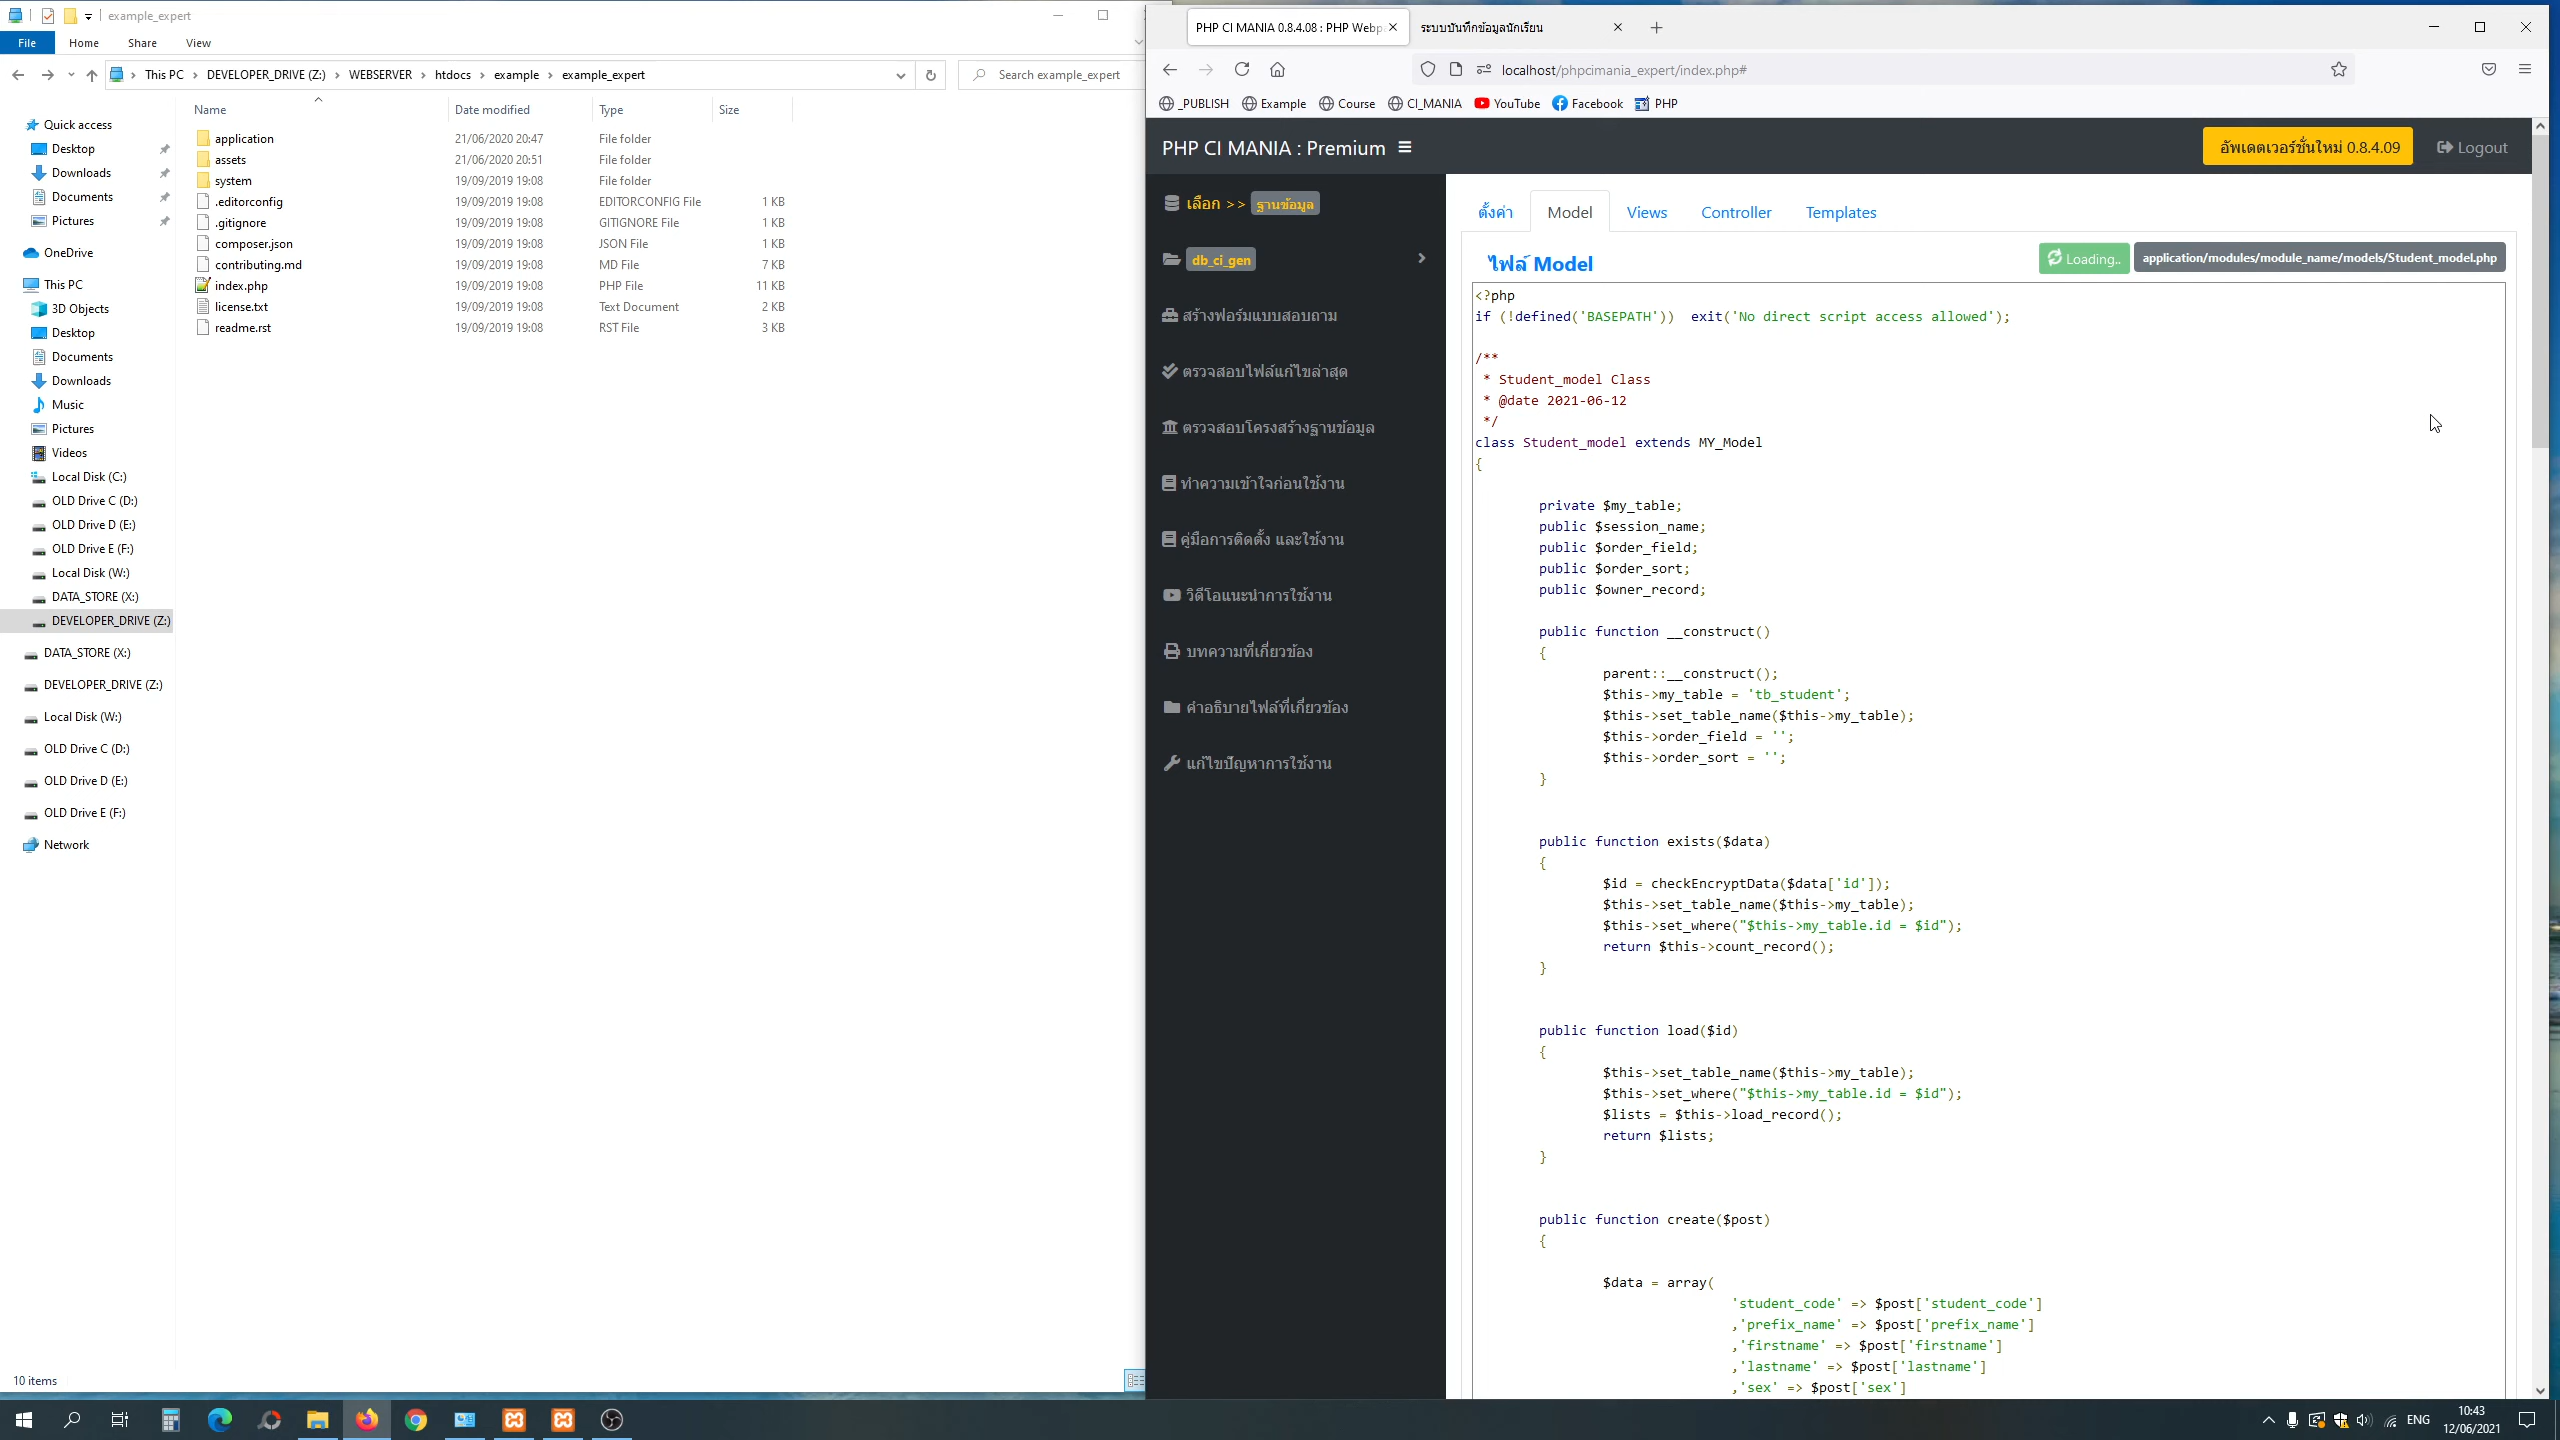 example_expert
File
Home
Share
View
This PC
DEVELOPER_DRIVE (Z:)
WEBSERVER
htdocs
example
example_expert
Search example_expert
Name
Date modified
Type
Size
Quick access
Desktop
Downloads
Documents
Pictures
OneDrive
This PC
3D Objects
Desktop
Documents
Downloads
Music
Pictures
Videos
Local Disk (C:)
OLD Drive C (D:)
OLD Drive D (E:)
OLD Drive E (F:)
Local Disk (W:)
DATA_STORE (X:)
DEVELOPER_DRIVE (Z:)
DATA_STORE (X:)
DEVELOPER_DRIVE (Z:)
Local Disk (W:)
OLD Drive C (D:)
OLD Drive D (E:)
OLD Drive E (F:)
Network
application 21/06/2020 20:47 File folder
assets 21/06/2020 20:51 File folder
system 19/09/2019 19:08 File folder
.editorconfig 19/09/2019 19:08 EDITORCONFIG File 1 KB
.gitignore 19/09/2019 19:08 GITIGNORE File 1 KB
composer.json 19/09/2019 19:08 JSON File 1 KB
contributing.md 19/09/2019 19:08 MD File 7 KB
index.php 19/09/2019 19:08 PHP File 11 KB
license.txt 19/09/2019 19:08 Text Document 2 KB
readme.rst 19/09/2019 19:08 RST File 3 KB
10 items
PHP CI MANIA 0.8.4.08 : PHP Webp
ระบบบันทึกข้อมูลนักเรียน
localhost/phpcimania_expert/index.php#
_PUBLISH
Example
Course
CI_MANIA
YouTube
Facebook
PHP
PHP CI MANIA : Premium
อัพเดตเวอร์ชั่นใหม่ 0.8.4.09
Logout
เลือก >> ฐานข้อมูล
db_ci_gen
สร้างฟอร์มแบบสอบถาม
ตรวจสอบไฟล์แก้ไขล่าสุด
ตรวจสอบโครงสร้างฐานข้อมูล
ทำความเข้าใจก่อนใช้งาน
คู่มือการติดตั้ง และใช้งาน
วิดีโอแนะนำการใช้งาน
บทความที่เกี่ยวข้อง
คำอธิบายไฟล์ที่เกี่ยวข้อง
แก้ไขปัญหาการใช้งาน
ตั้งค่า
Model
Views
Controller
Templates
ไฟล์ Model
Loading..
application/modules/module_name/models/Student_model.php
<?php
if (!defined('BASEPATH'))  exit('No direct script access allowed');
/**
 * Student_model Class
 * @date 2021-06-12
 */
class Student_model extends MY_Model
{
private $my_table;
public $session_name;
public $order_field;
public $order_sort;
public $owner_record;
public function __construct()
{
parent::__construct();
$this->my_table = 'tb_student';
$this->set_table_name($this->my_table);
$this->order_field = '';
$this->order_sort = '';
}
public function exists($data)
{
$id = checkEncryptData($data['id']);
$this->set_table_name($this->my_table);
$this->set_where("$this->my_table.id = $id");
return $this->count_record();
}
public function load($id)
{
$this->set_table_name($this->my_table);
$this->set_where("$this->my_table.id = $id");
$lists = $this->load_record();
return $lists;
}
public function create($post)
{
$data = array(
'student_code' => $post['student_code']
,'prefix_name' => $post['prefix_name']
,'firstname' => $post['firstname']
,'lastname' => $post['lastname']
,'sex' => $post['sex']
ENG
10:43
12/06/2021